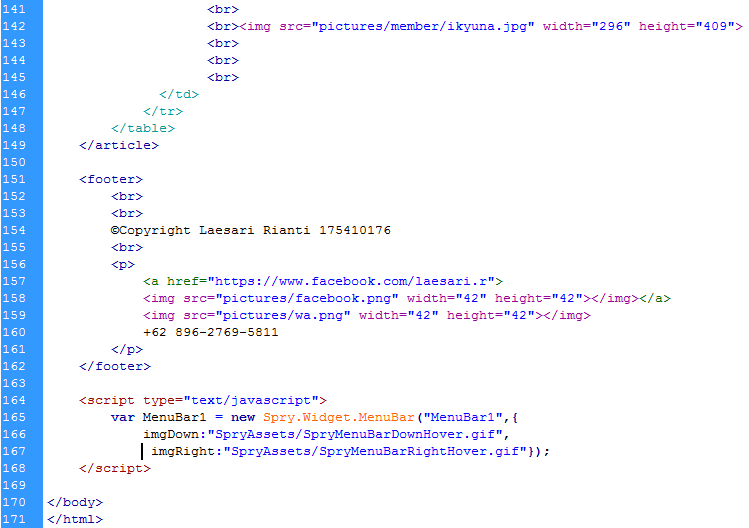 141 <br>
142 <br><img src="pictures/member/ikyuna.jpg" width="296" height="409">
143 <br>
144 <br>
145 <br>
146 </td>
147 </tr>
148 </table>
149 </article>
150
151 <footer>
152 <br>
153 <br>
154 ©Copyright Laesari Rianti 175410176
155 <br>
156 <p>
157 <a href="https://www.facebook.com/laesari.r">
158 <img src="pictures/facebook.png" width="42" height="42"></img></a>
159 <img src="pictures/wa.png" width="42" height="42"></img>
160 +62 896-2769-5811
161 </p>
162 </footer>
163
164 <script type="text/javascript">
165 var MenuBar1 = new Spry.Widget.MenuBar("MenuBar1",{
166 imgDown:"SpryAssets/SpryMenuBarDownHover.gif",
167 imgRight:"SpryAssets/SpryMenuBarRightHover.gif"});
168 </script>
169
170 </body>
171 </html>